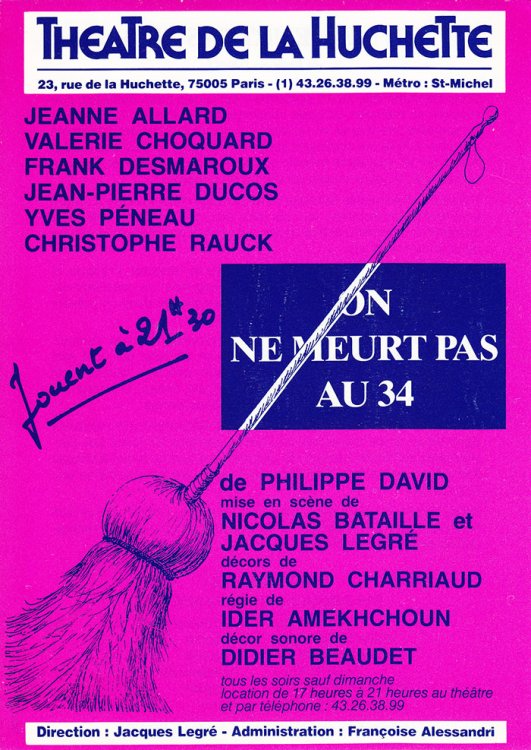 THEATRE DE LA HUCHETTE
23, rue de la Huchette, 75005 Paris - (1) 43.26.38.99 - Métro : St-Michel
JEANNE ALLARD
VALERIE CHOQUARD
FRANK DESMAROUX
JEAN-PIERRE DUCOS
YVES PÉNEAU
CHRISTOPHE RAUCK
Jouent à 21H30
ON
NE MEURT PAS
AU 34
de PHILIPPE DAVID
mise en scène de
NICOLAS BATAILLE et
JACQUES LEGRÉ
décors de
RAYMOND CHARRIAUD
régie de
IDER AMEKHCHOUN
décor sonore de
DIDIER BEAUDET
tous les soirs sauf dimanche
location de 17 heures à 21 heures au théâtre
et par téléphone : 43.26.38.99
Direction : Jacques Legré - Administration : Françoise Alessandri